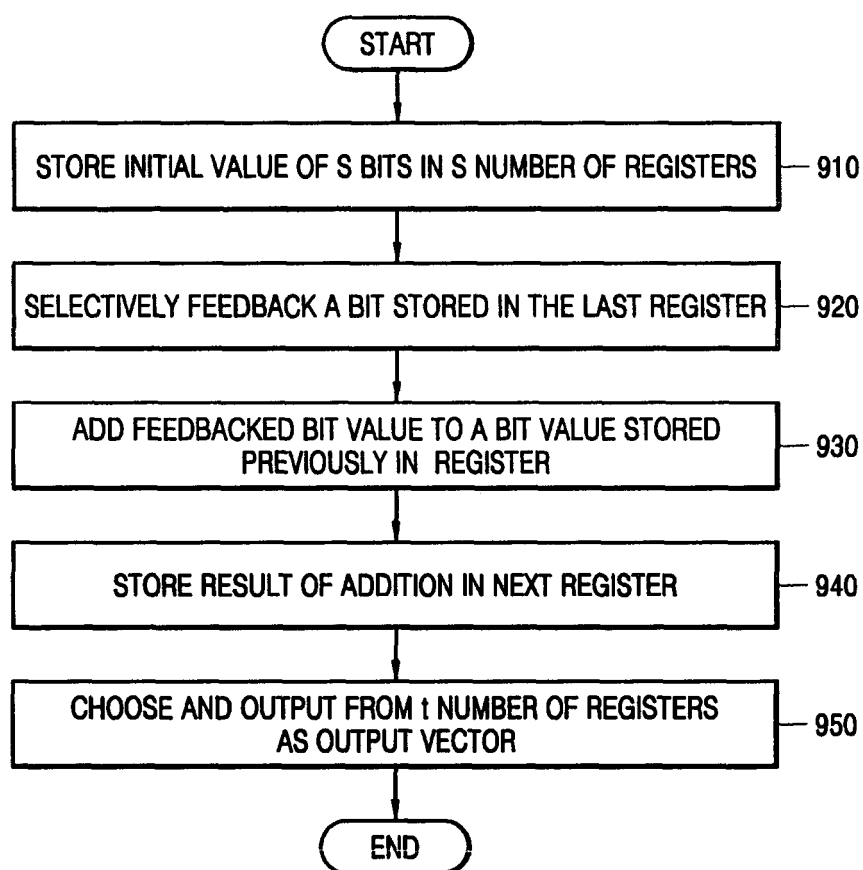 START
STORE INITIAL VALUE OF S BITS IN S NUMBER OF REGISTERS
910
SELECTIVELY FEEDBACK A BIT STORED IN THE LAST REGISTER
920
ADD FEEDBACKED BIT VALUE TO A BIT VALUE STORED
PREVIOUSLY IN REGISTER
930
STORE RESULT OF ADDITION IN NEXT REGISTER
940
CHOOSE AND OUTPUT FROM t NUMBER OF REGISTERS
AS OUTPUT VECTOR
950
END